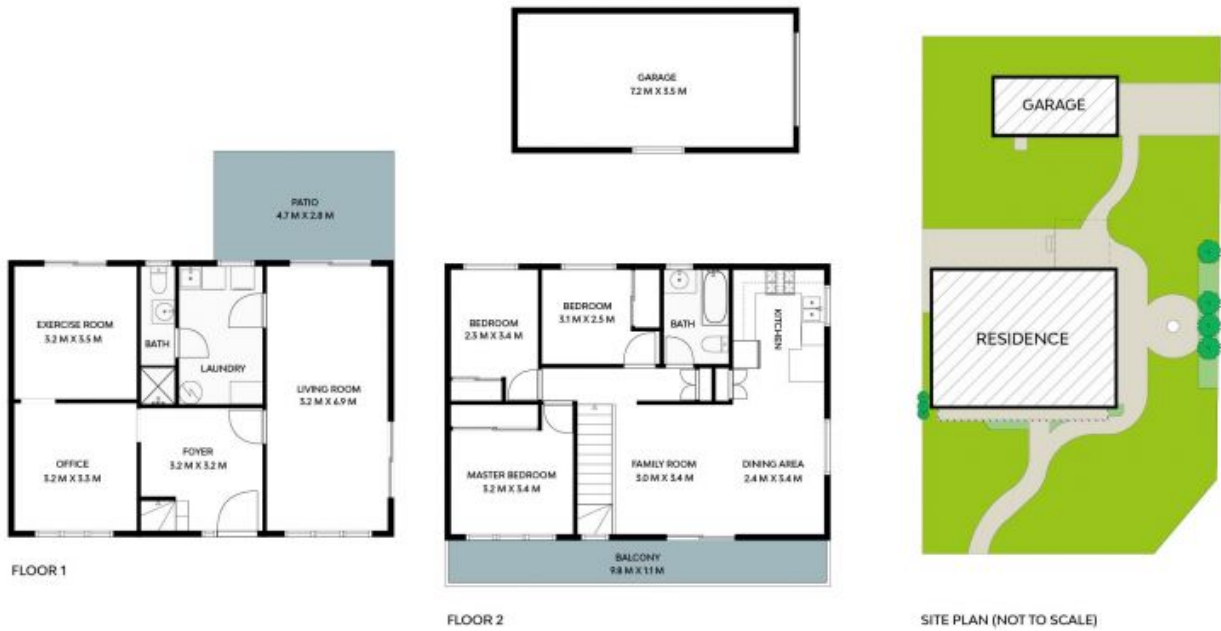 GARAGE
7.2 M X 3.5 M
PATIO
4.7 M X 2.8 M
EXERCISE ROOM
3.2 M X 3.5 M
BATH
LAUNDRY
LIVING ROOM
3.2 M X 6.9 M
OFFICE
3.2 M X 3.3 M
FOYER
3.2 M X 3.2 M
FLOOR 1
BEDROOM
2.3 M X 3.4 M
BEDROOM
3.1 M X 2.5 M
BATH
KITCHEN
MASTER BEDROOM
3.2 M X 3.4 M
FAMILY ROOM
3.0 M X 3.4 M
DINING AREA
2.4 M X 3.4 M
BALCONY
9.8 M X 1.1 M
FLOOR 2
GARAGE
RESIDENCE
SITE PLAN (NOT TO SCALE)